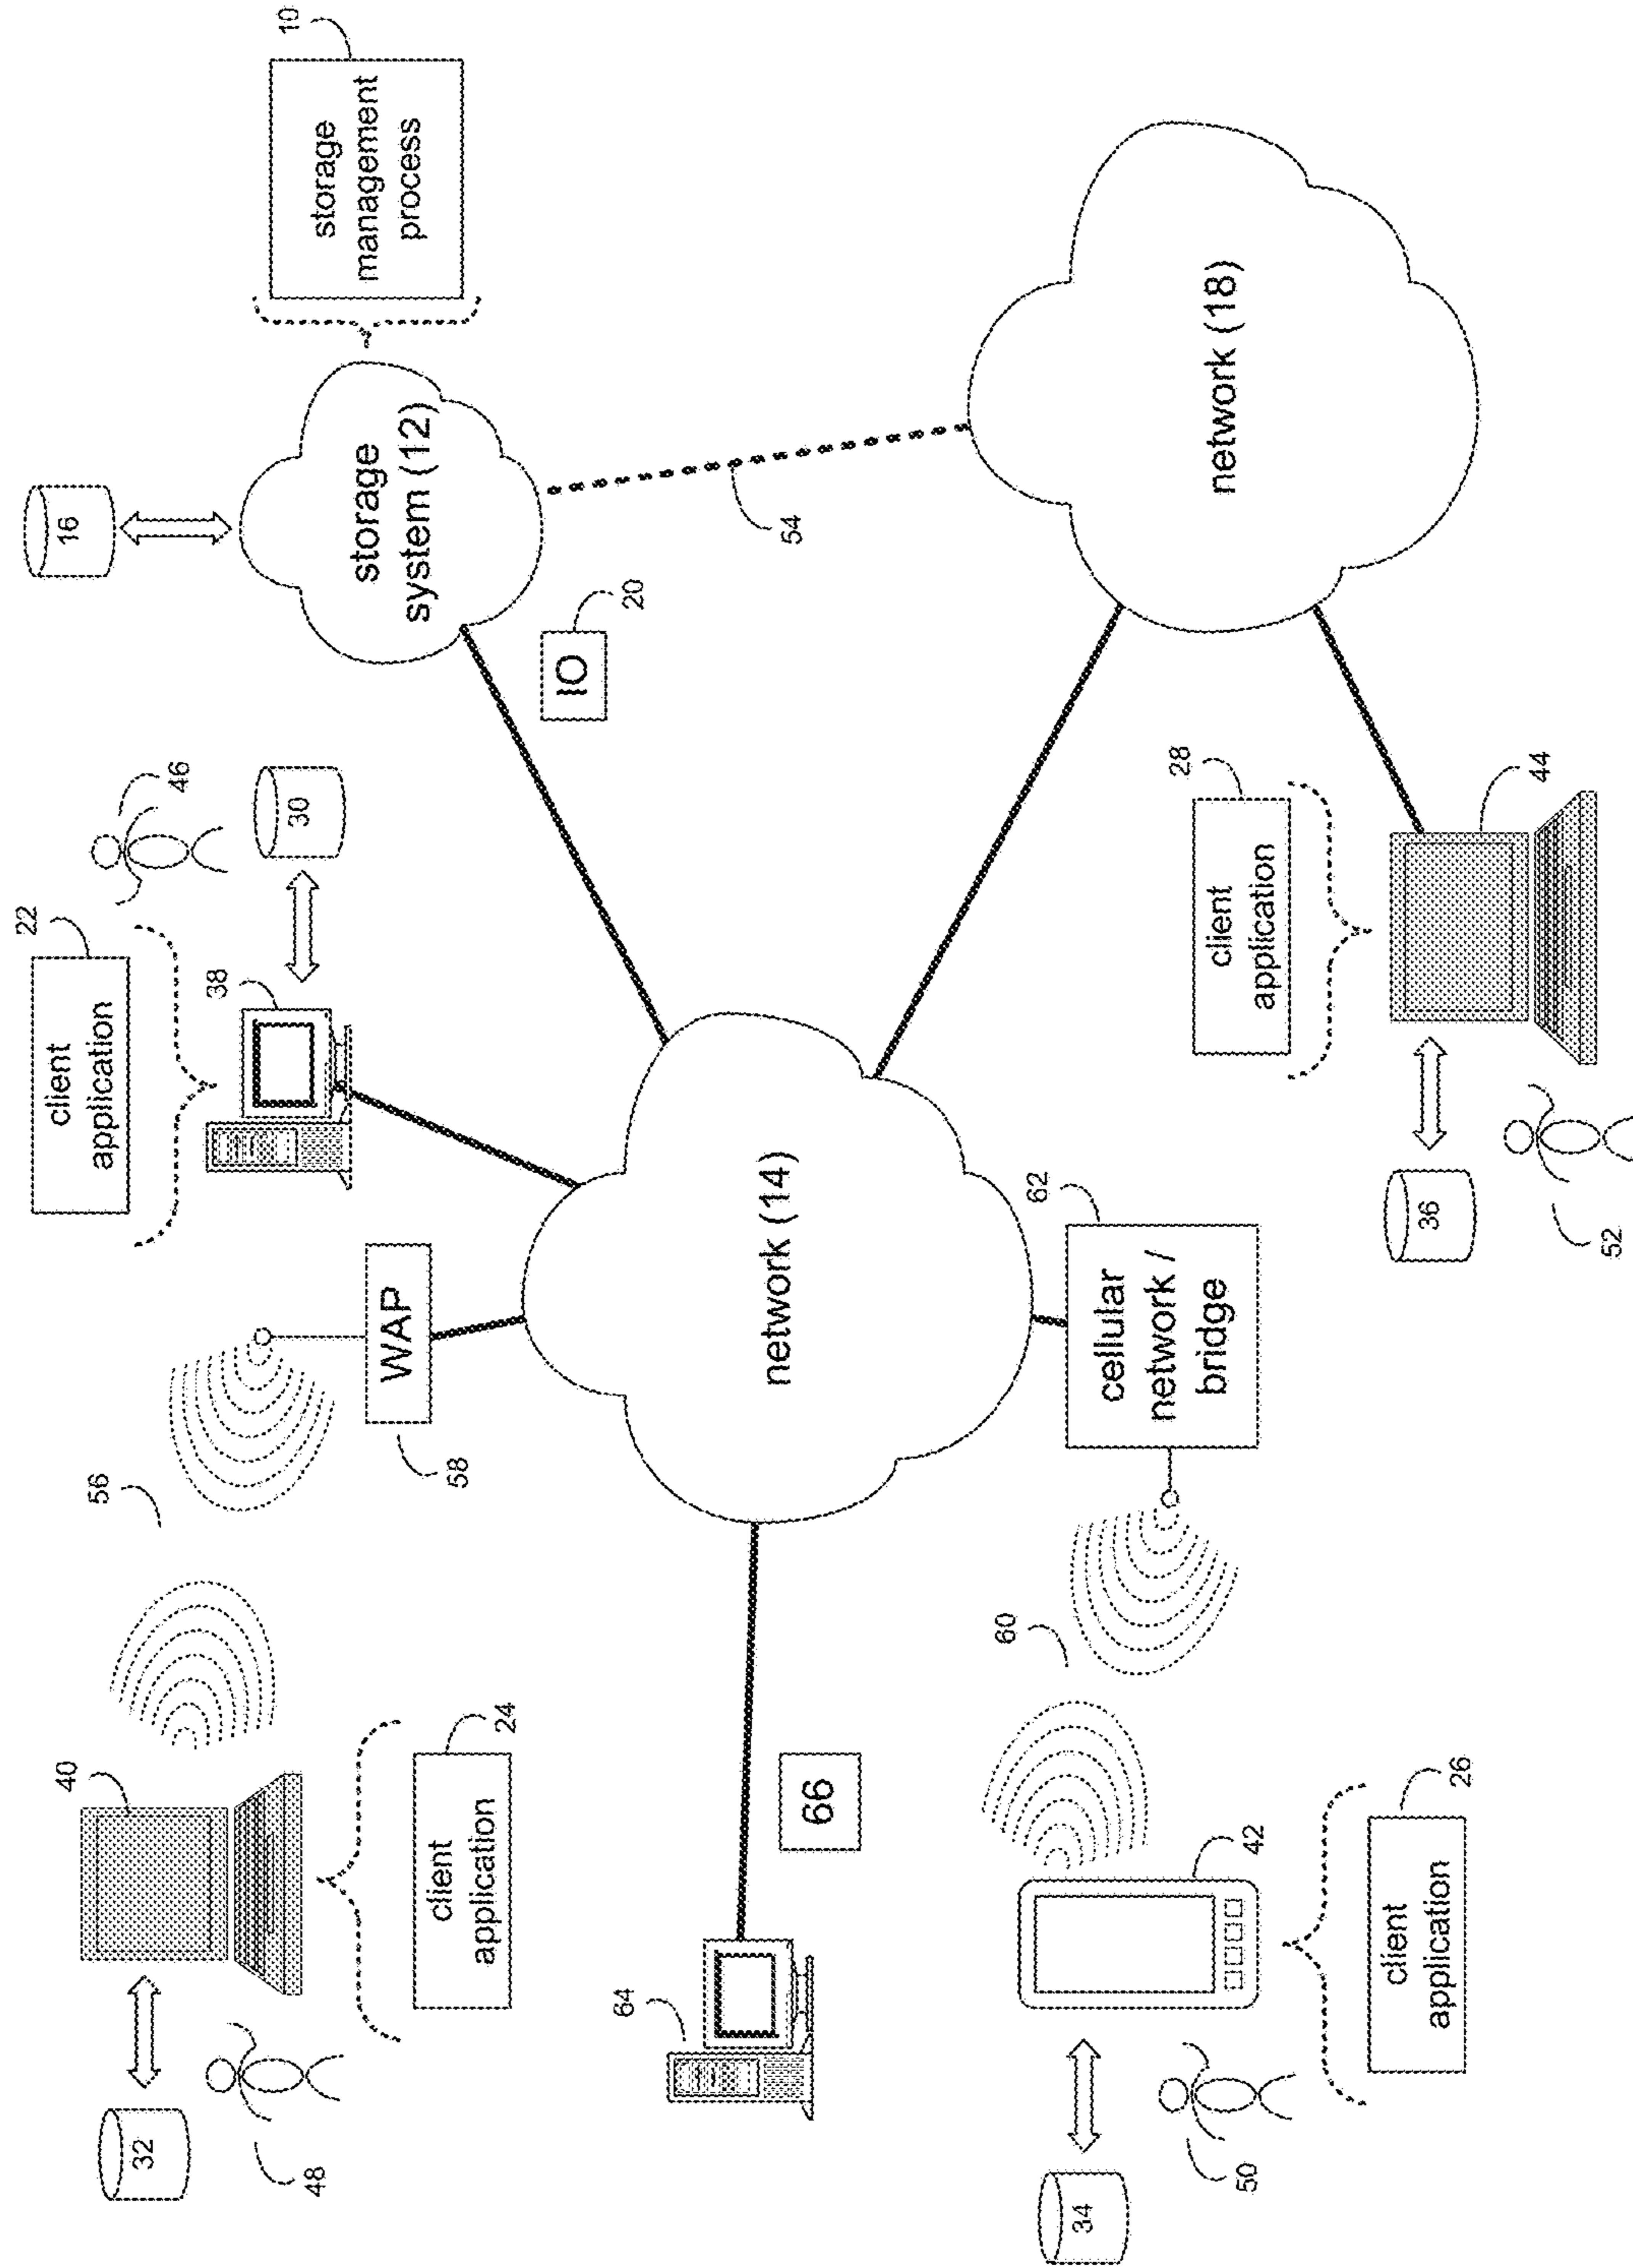 22
client
application
16
40
56
32
46
38
10
30
48
storage
management
process
storage
system (12)
WAP
58
24
client
application
IO
20
64
network (14)
54
66
60
62
34
cellular
network /
bridge
28
client
application
network (18)
50
42
26
client
application
36
44
52